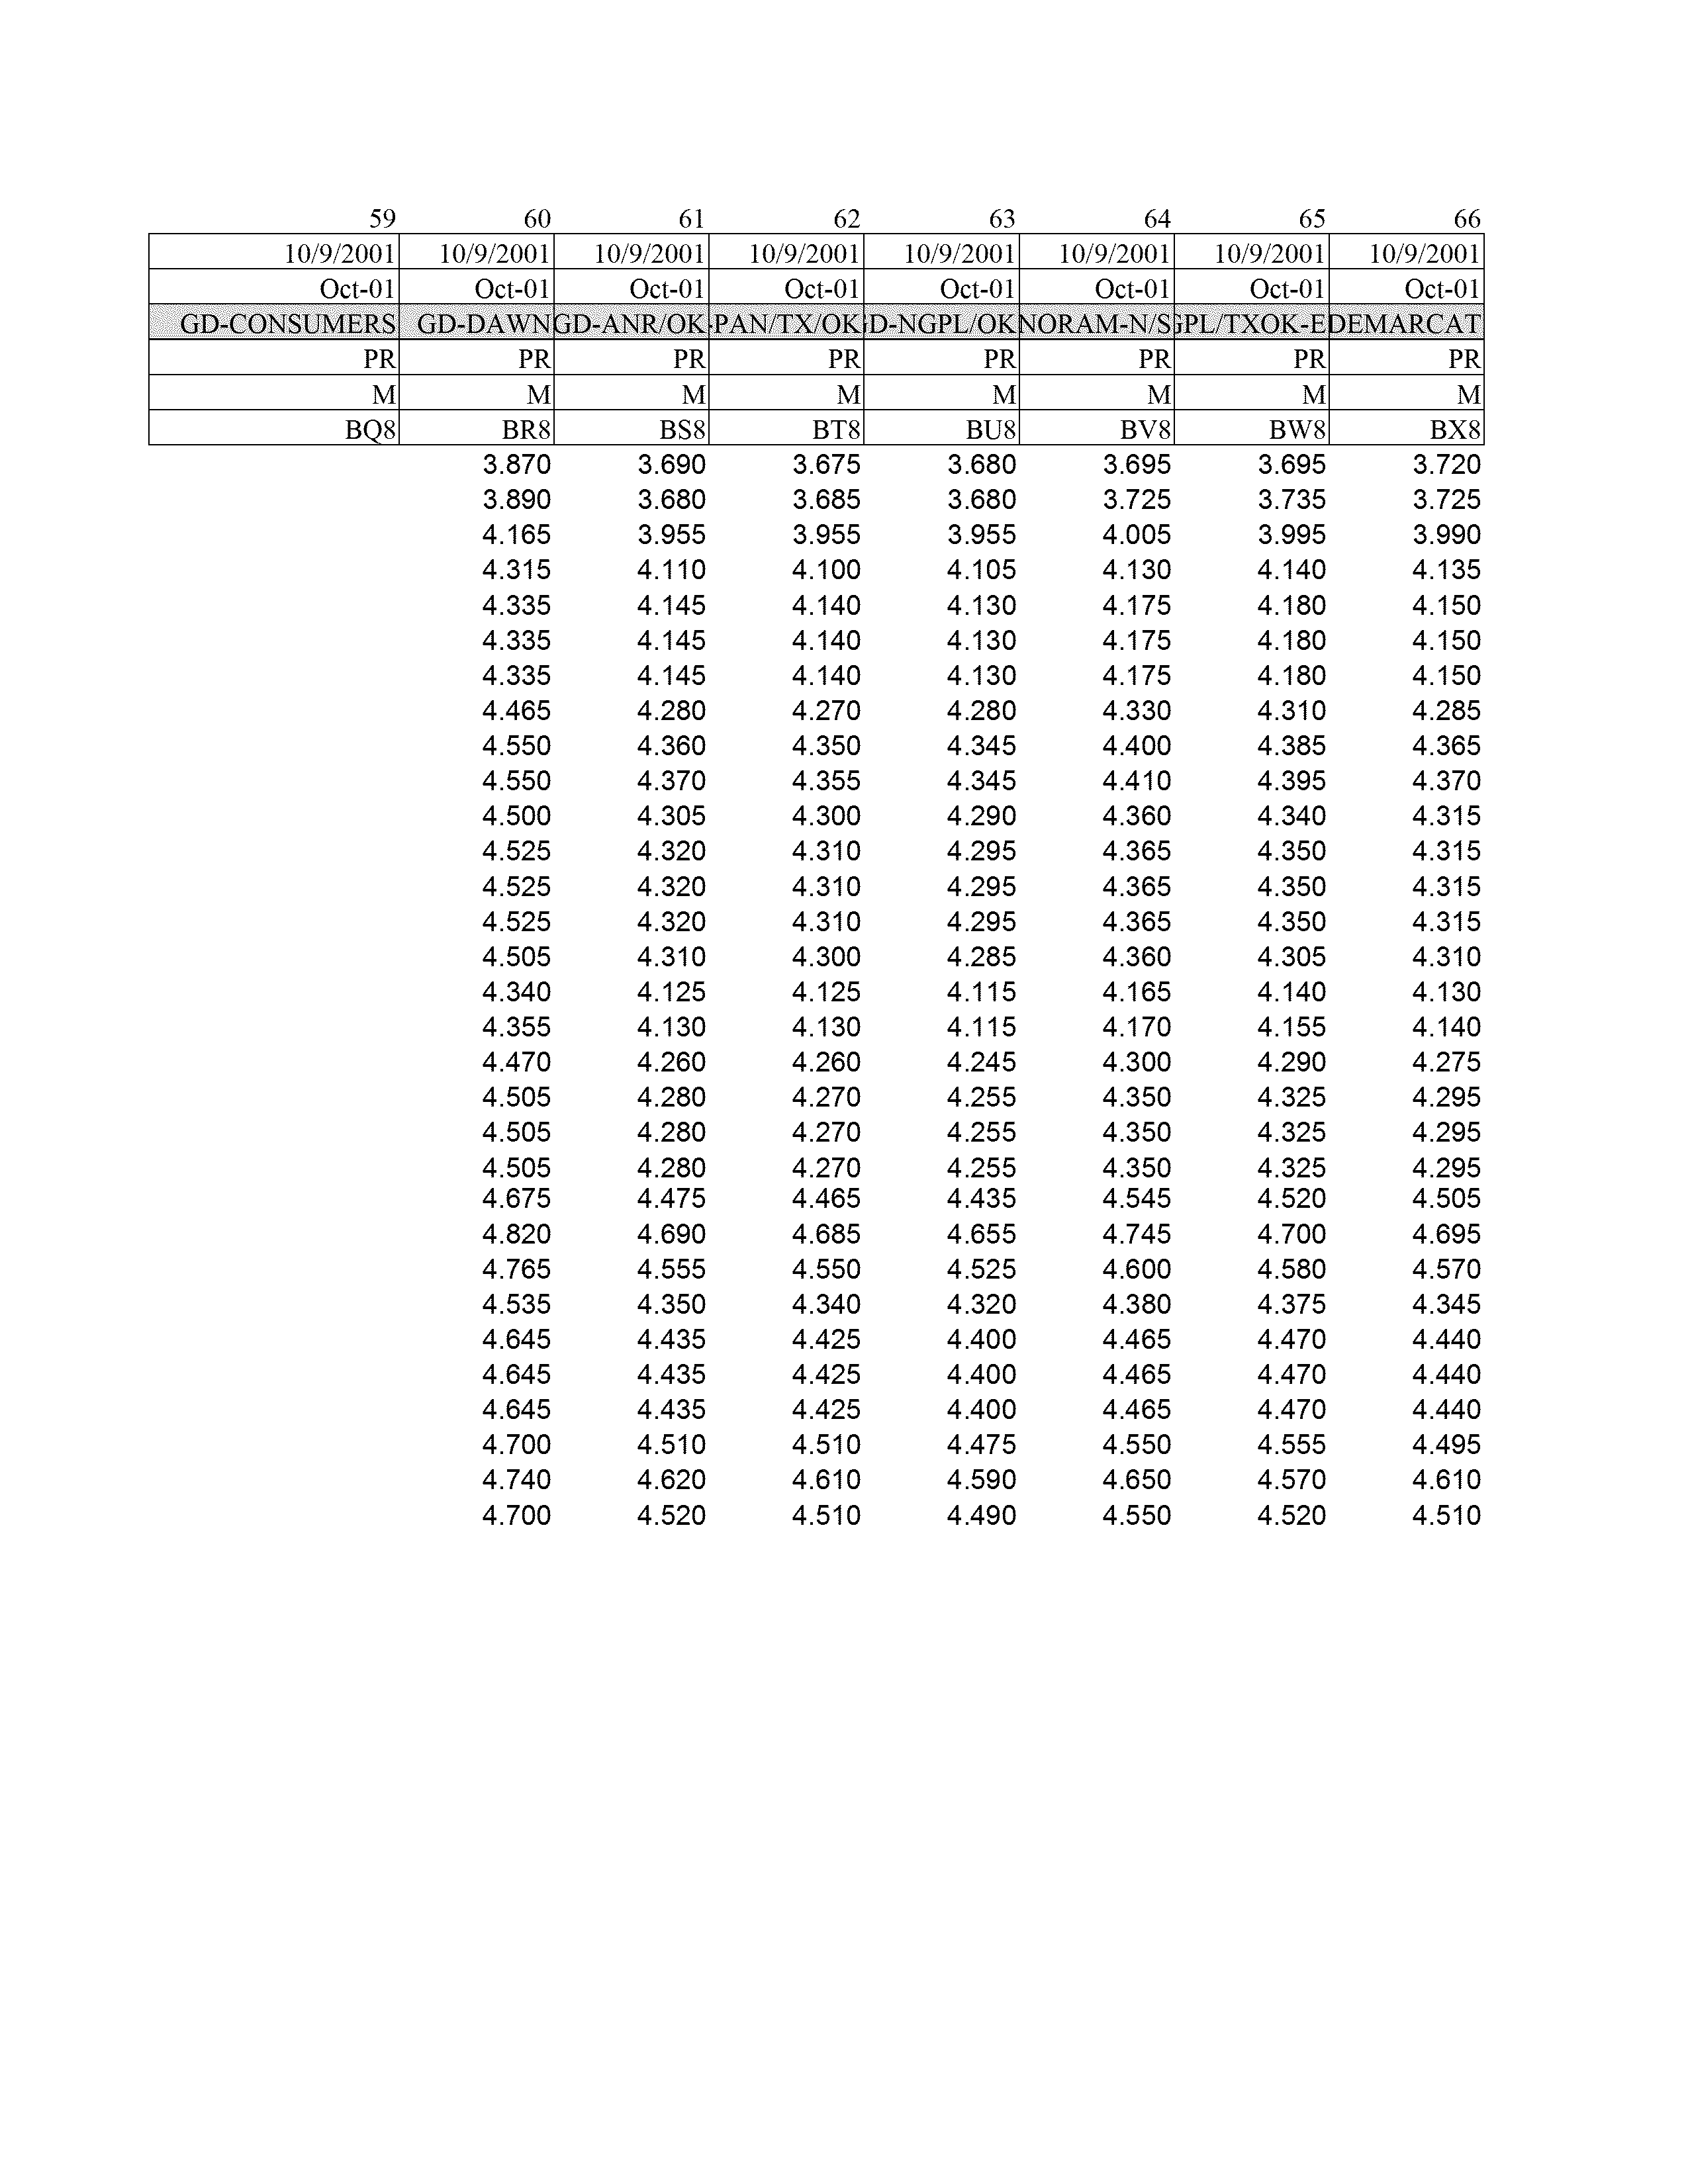 59 60 61 62 63 64 65 66
10/9/2001 10/9/2001 10/9/2001 10/9/2001 10/9/2001 10/9/2001 10/9/2001 10/9/2001
Oct-01 Oct-01 Oct-01 Oct-01 Oct-01 Oct-01 Oct-01 Oct-01
GD-CONSUMERS GD-DAWN GD-ANR/OK -PAN/TX/OK D-NGPL/OK NORAM-N/S PL/TXOK-E DEMARCAT
PR PR PR PR PR PR PR PR
M M M M M M M M
BQ8 BR8 BS8 BT8 BU8 BV8 BW8 BX8
3.870 3.690 3.675 3.680 3.695 3.695 3.720
3.890 3.680 3.685 3.680 3.725 3.735 3.725
4.165 3.955 3.955 3.955 4.005 3.995 3.990
4.315 4.110 4.100 4.105 4.130 4.140 4.135
4.335 4.145 4.140 4.130 4.175 4.180 4.150
4.335 4.145 4.140 4.130 4.175 4.180 4.150
4.335 4.145 4.140 4.130 4.175 4.180 4.150
4.465 4.280 4.270 4.280 4.330 4.310 4.285
4.550 4.360 4.350 4.345 4.400 4.385 4.365
4.550 4.370 4.355 4.345 4.410 4.395 4.370
4.500 4.305 4.300 4.290 4.360 4.340 4.315
4.525 4.320 4.310 4.295 4.365 4.350 4.315
4.525 4.320 4.310 4.295 4.365 4.350 4.315
4.525 4.320 4.310 4.295 4.365 4.350 4.315
4.505 4.310 4.300 4.285 4.360 4.305 4.310
4.340 4.125 4.125 4.115 4.165 4.140 4.130
4.355 4.130 4.130 4.115 4.170 4.155 4.140
4.470 4.260 4.260 4.245 4.300 4.290 4.275
4.505 4.280 4.270 4.255 4.350 4.325 4.295
4.505 4.280 4.270 4.255 4.350 4.325 4.295
4.505 4.280 4.270 4.255 4.350 4.325 4.295
4.675 4.475 4.465 4.435 4.545 4.520 4.505
4.820 4.690 4.685 4.655 4.745 4.700 4.695
4.765 4.555 4.550 4.525 4.600 4.580 4.570
4.535 4.350 4.340 4.320 4.380 4.375 4.345
4.645 4.435 4.425 4.400 4.465 4.470 4.440
4.645 4.435 4.425 4.400 4.465 4.470 4.440
4.645 4.435 4.425 4.400 4.465 4.470 4.440
4.700 4.510 4.510 4.475 4.550 4.555 4.495
4.740 4.620 4.610 4.590 4.650 4.570 4.610
4.700 4.520 4.510 4.490 4.550 4.520 4.510